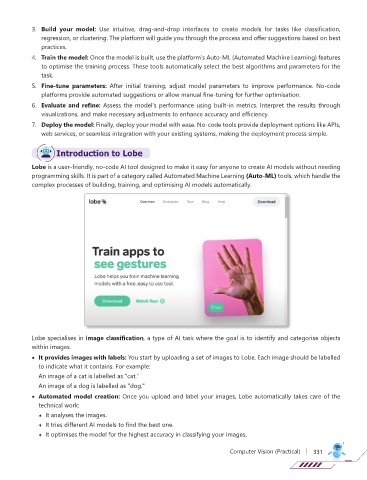 3. Build your model: Use intuitive, drag-and-drop interfaces to create models for tasks like classification,
regression, or clustering. The platform will guide you through the process and offer suggestions based on best
practices.
4. Train the model: Once the model is built, use the platform's Auto-ML (Automated Machine Learning) features
to optimise the training process. These tools automatically select the best algorithms and parameters for the
task.
5. Fine-tune parameters: After initial training, adjust model parameters to improve performance. No-code
platforms provide automated suggestions or allow manual fine-tuning for further optimisation.
6. Evaluate and refine: Assess the model's performance using built-in metrics. Interpret the results through
visualizations, and make necessary adjustments to enhance accuracy and efficiency.
7. Deploy the model: Finally, deploy your model with ease. No-code tools provide deployment options like APIs,
web services, or seamless integration with your existing systems, making the deployment process simple.
Introduction to Lobe
Lobe is a user-friendly, no-code AI tool designed to make it easy for anyone to create AI models without needing
programming skills. It is part of a category called Automated Machine Learning (Auto-ML) tools, which handle the
complex processes of building, training, and optimising AI models automatically.
lobe Overview Examples Tour Blog Help Download
Train apps to
see gestures
Lobe helps you train machine learning
models with a free, easy to use tool.
Download Watch Tour
Lobe specialises in image classification, a type of AI task where the goal is to identify and categorise objects
within images.
• It provides images with labels: You start by uploading a set of images to Lobe. Each image should be labelled
to indicate what it contains. For example:
An image of a cat is labelled as "cat."
An image of a dog is labelled as "dog."
• Automated model creation: Once you upload and label your images, Lobe automatically takes care of the
technical work:
It analyses the images.
It tries different AI models to find the best one.
It optimises the model for the highest accuracy in classifying your images.
Computer Vision (Practical) | 331